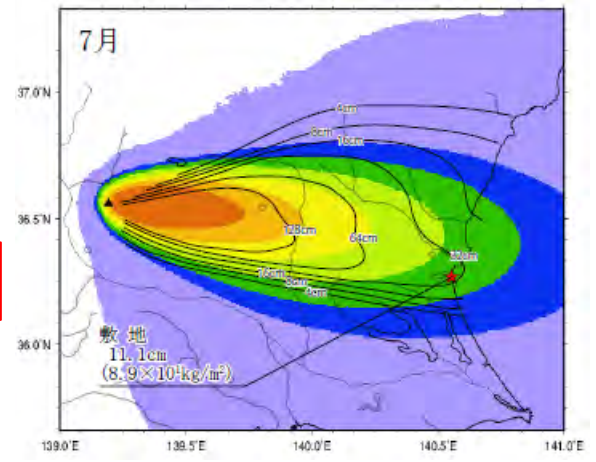 7月
37.0°N
4cm
8cm
16cm
36.5°N
128cm
64cm
32cm
16cm
8cm
4cm
敷 地
11.1cm
(8.9×10¹kg/m²)
36.0°N
139.0°E
139.5°E
140.0°E
140.5°E
141.0°E